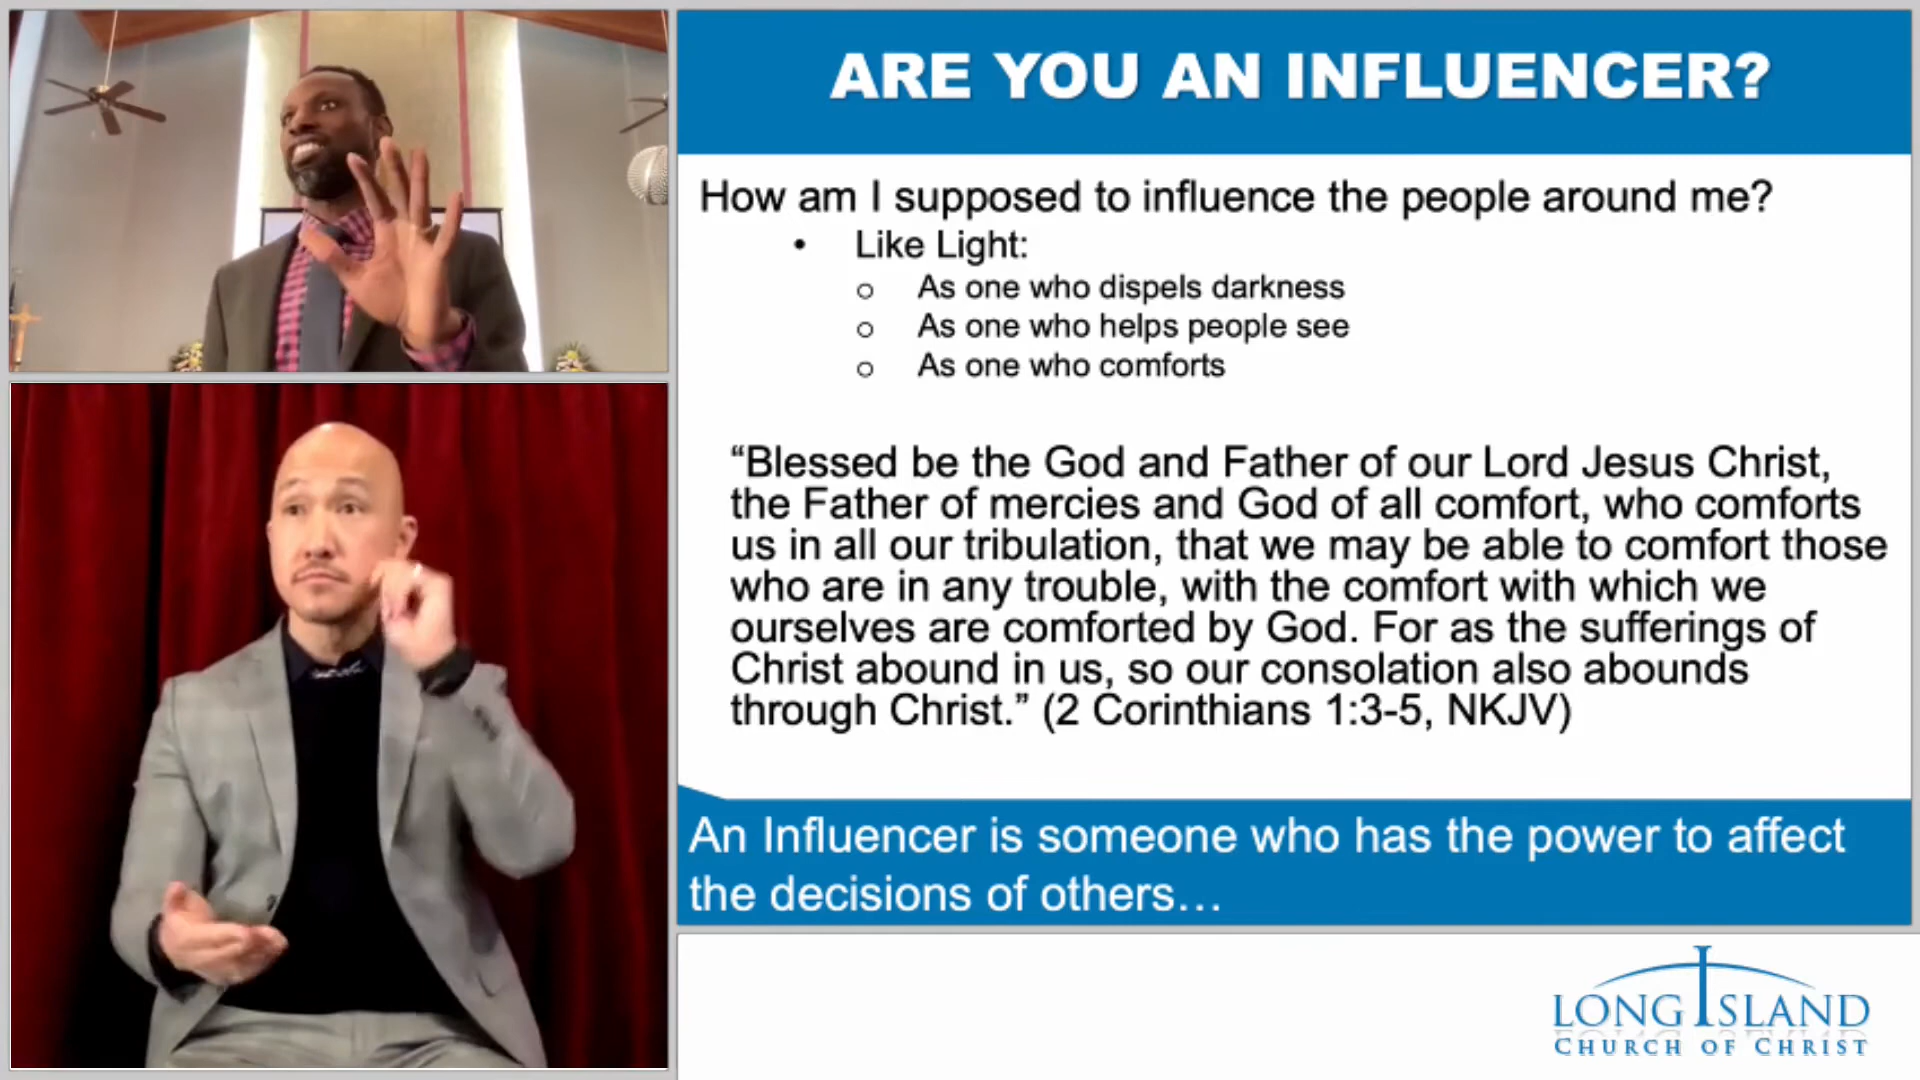 ARE YOU AN INFLUENCER?
How am I supposed to influence the people around me?
• Like Light:
o As one who dispels darkness
o As one who helps people see
o As one who comforts
“Blessed be the God and Father of our Lord Jesus Christ,
the Father of mercies and God of all comfort, who comforts
us in all our tribulation, that we may be able to comfort those
who are in any trouble, with the comfort with which we
ourselves are comforted by God. For as the sufferings of
Christ abound in us, so our consolation also abounds
through Christ.” (2 Corinthians 1:3-5, NKJV)
An Influencer is someone who has the power to affect
the decisions of others…
LONG ISLAND
CHURCH OF CHRIST